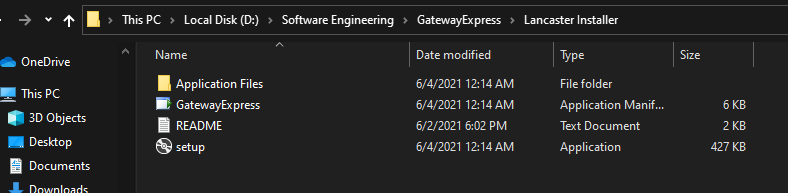 This PC > Local Disk (D:) > Software Engineering > GatewayExpress > Lancaster Installer
Name Date modified Type Size
OneDrive
Application Files 6/4/2021 12:14 AM File folder
This PC
GatewayExpress 6/4/2021 12:14 AM Application Manif... 6 KB
3D Objects
README 6/2/2021 6:02 PM Text Document 2 KB
Desktop
setup 6/4/2021 12:14 AM Application 427 KB
Documents
Downloads